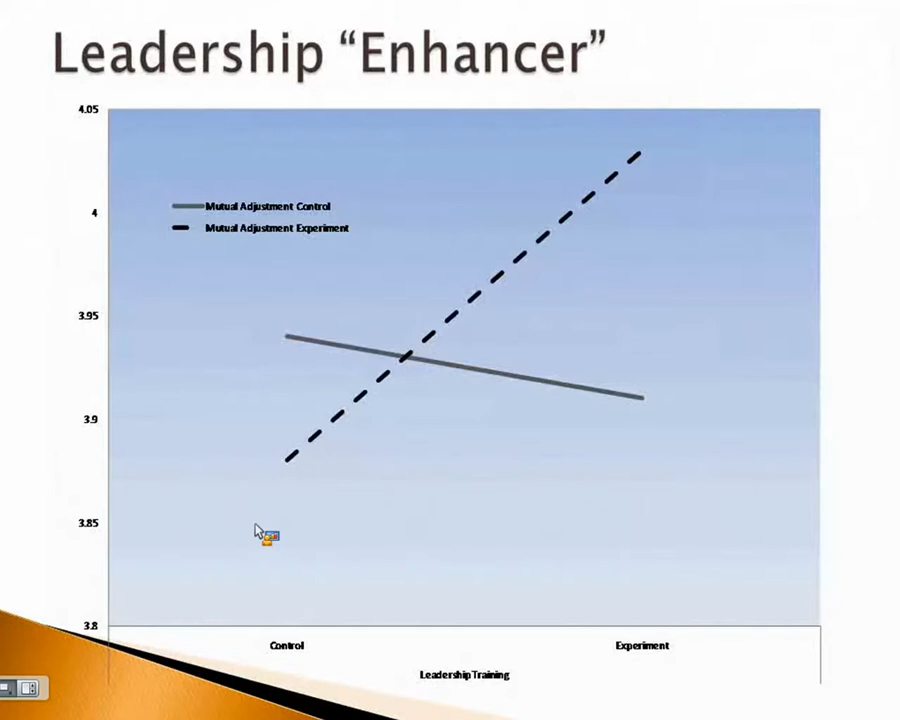 Leadership “Enhancer”
4.05
4
3.95
3.9
3.85
3.8
Mutual Adjustment Control
Mutual Adjustment Experiment
Control Experiment
Leadership Training